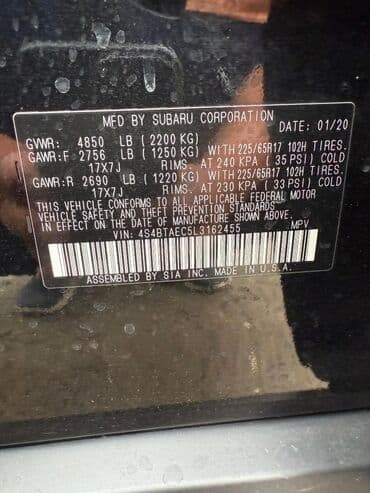 MFD BY SUBARU CORPORATION
DATE: 01/20
GVWR: 4850 LB (2200 KG)
GAWR:F 2756 LB (1250 KG) WITH 225/65R17 102H TIRES.
17X7J RIMS. AT 240 KPA (35 PSI) COLD
GAWR:R 2690 LB (1220 KG) WITH 225/65R17 102H TIRES.
17X7J RIMS. AT 230 KPA (33 PSI) COLD
THIS VEHICLE CONFORMS TO ALL APPLICABLE FEDERAL MOTOR
VEHICLE SAFETY, BUMPER, AND THEFT PREVENTION STANDARDS
IN EFFECT ON THE DATE OF MANUFACTURE SHOWN ABOVE.
VIN: 4S4BTAEC5L3162455 :MPV
ASSEMBLED BY SIA INC. MADE IN U.S.A.